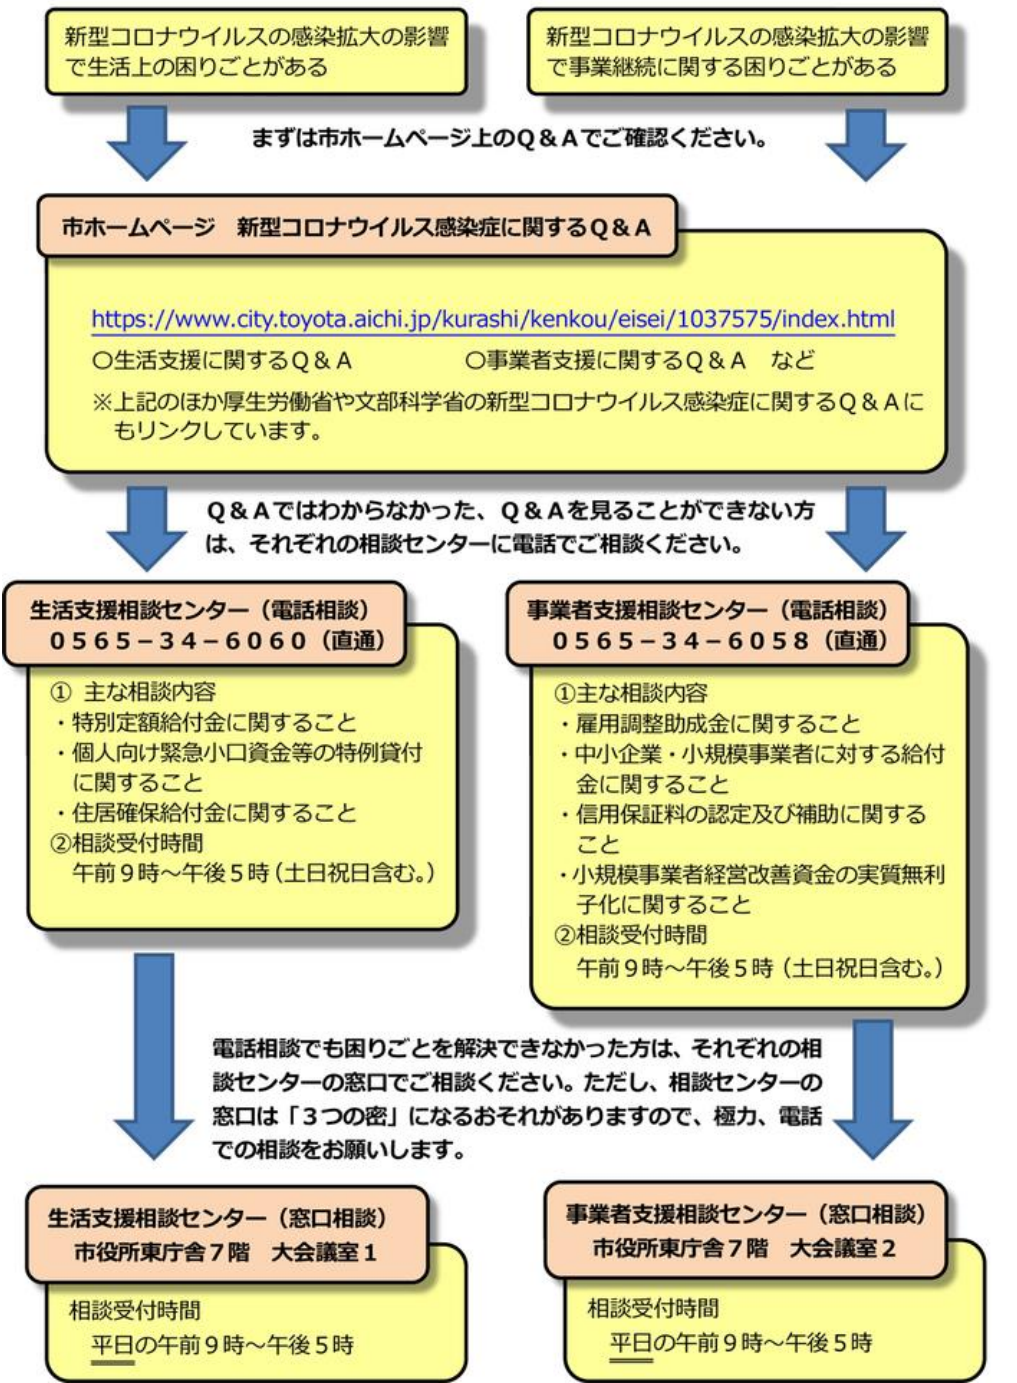 新型コロナウイルスの感染拡大の影響
で生活上の困りごとがある
新型コロナウイルスの感染拡大の影響
で事業継続に関する困りごとがある
まずは市ホームページ上のQ&Aでご確認ください。
市ホームページ　新型コロナウイルス感染症に関するQ&A
https://www.city.toyota.aichi.jp/kurashi/kenkou/eisei/1037575/index.html
○生活支援に関するQ&A　　　　　○事業者支援に関するQ&A　など
※上記のほか厚生労働省や文部科学省の新型コロナウイルス感染症に関するQ&Aに
もリンクしています。
Q&Aではわからなかった、Q&Aを見ることができない方
は、それぞれの相談センターに電話でご相談ください。
生活支援相談センター（電話相談）
０５６５－３４－６０６０（直通）
① 主な相談内容
・特別定額給付金に関すること
・個人向け緊急小口資金等の特例貸付
に関すること
・住居確保給付金に関すること
②相談受付時間
午前９時～午後５時（土日祝日含む。）
事業者支援相談センター（電話相談）
０５６５－３４－６０５８（直通）
①主な相談内容
・雇用調整助成金に関すること
・中小企業・小規模事業者に対する給付
金に関すること
・信用保証料の認定及び補助に関する
こと
・小規模事業者経営改善資金の実質無利
子化に関すること
②相談受付時間
午前９時～午後５時（土日祝日含む。）
電話相談でも困りごとを解決できなかった方は、それぞれの相
談センターの窓口でご相談ください。ただし、相談センターの
窓口は「３つの密」になるおそれがありますので、極力、電話
での相談をお願いします。
生活支援相談センター（窓口相談）
市役所東庁舎７階　大会議室１
相談受付時間
平日の午前９時～午後５時
事業者支援相談センター（窓口相談）
市役所東庁舎７階　大会議室２
相談受付時間
平日の午前９時～午後５時